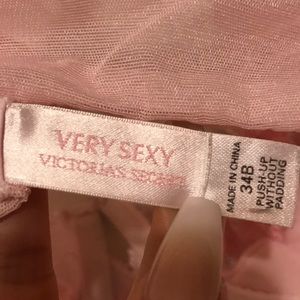 VERY SEXY
VICTORIA'S SECRET
MADE IN CHINA
34B
PUSH-UP
WITHOUT
PADDING